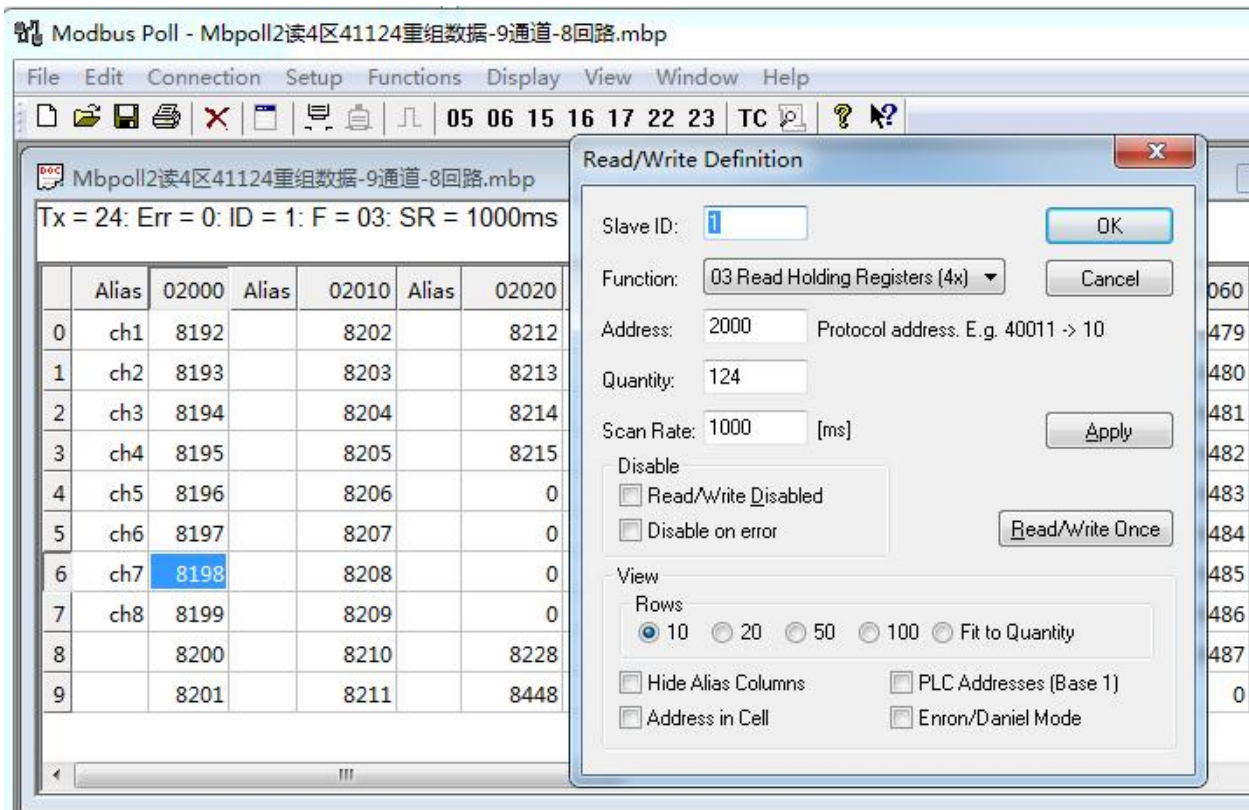 Modbus Poll - Mbpoll2读4区41124重组数据-9通道-8回路.mbp
File Edit Connection Setup Functions Display View Window Help
05 06 15 16 17 22 23 TC
Mbpoll2读4区41124重组数据-9通道-8回路.mbp
Tx = 24: Err = 0: ID = 1: F = 03: SR = 1000ms
Alias 02000 Alias 02010 Alias 02020 060
0 ch1 8192 8202 8212 479
1 ch2 8193 8203 8213 480
2 ch3 8194 8204 8214 481
3 ch4 8195 8205 8215 482
4 ch5 8196 8206 0 483
5 ch6 8197 8207 0 484
6 ch7 8198 8208 0 485
7 ch8 8199 8209 0 486
8 8200 8210 8228 487
9 8201 8211 8448 0
Read/Write Definition
Slave ID: 1 OK
Function: 03 Read Holding Registers (4x) Cancel
Address: 2000 Protocol address. E.g. 40011 -> 10
Quantity: 124
Scan Rate: 1000 [ms] Apply
Disable
Read/Write Disabled
Disable on error Read/Write Once
View
Rows
10 20 50 100 Fit to Quantity
Hide Alias Columns PLC Addresses (Base 1)
Address in Cell Enron/Daniel Mode